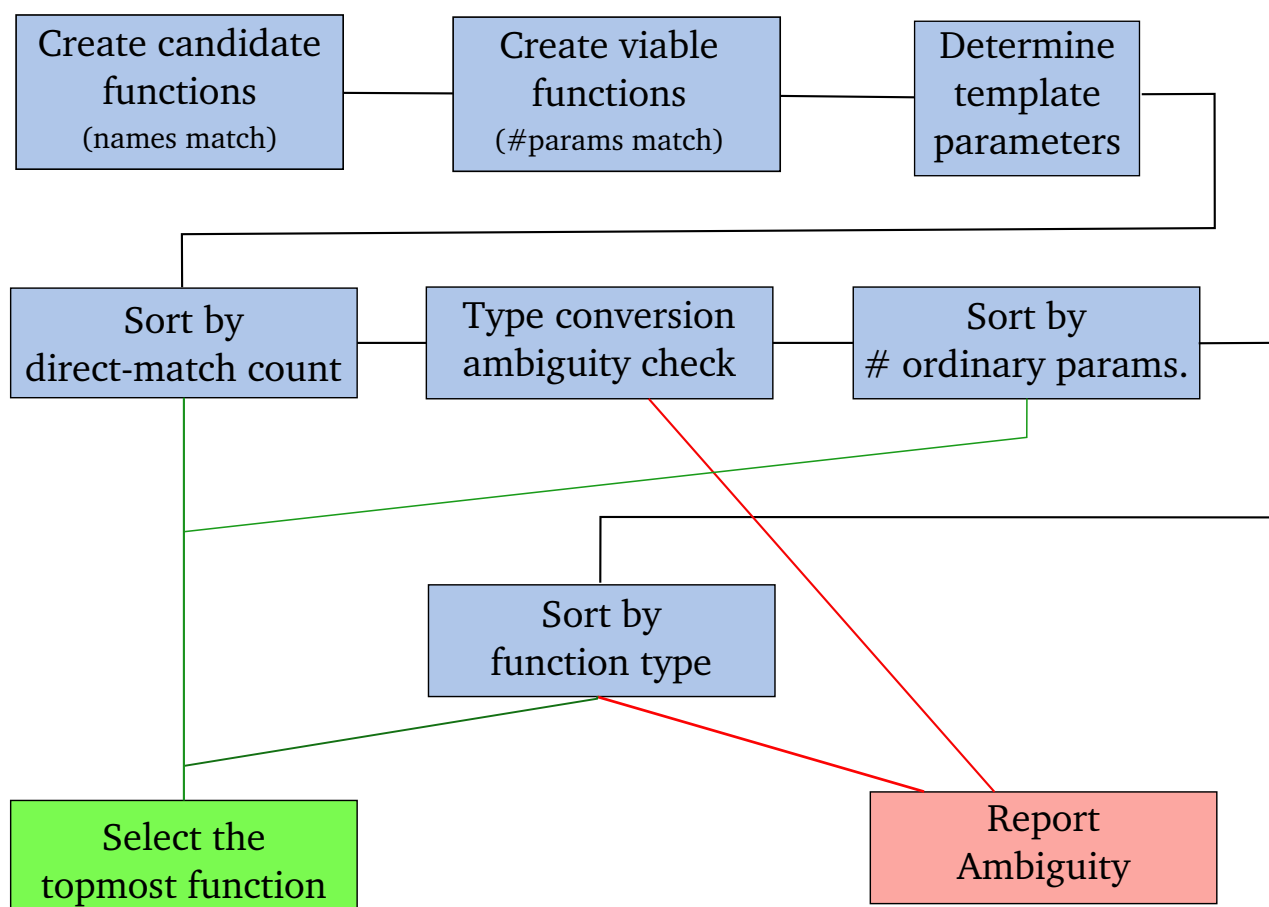 Create candidate
functions
(names match)
Create viable
functions
(#params match)
Determine
template
parameters
Sort by
direct-match count
Type conversion
ambiguity check
Sort by
# ordinary params.
Sort by
function type
Select the
topmost function
Report
Ambiguity